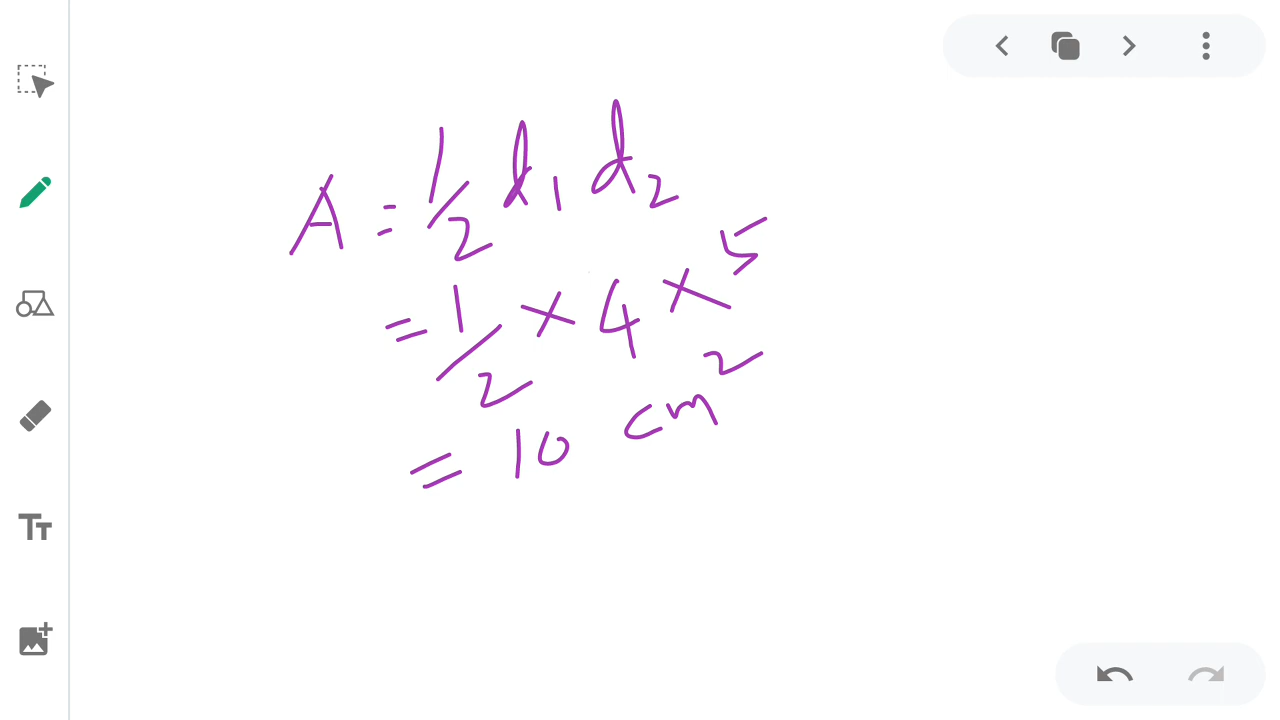 A = 1/2 d₁ d₂
= 1/2 × 4 × 5
= 10 cm²